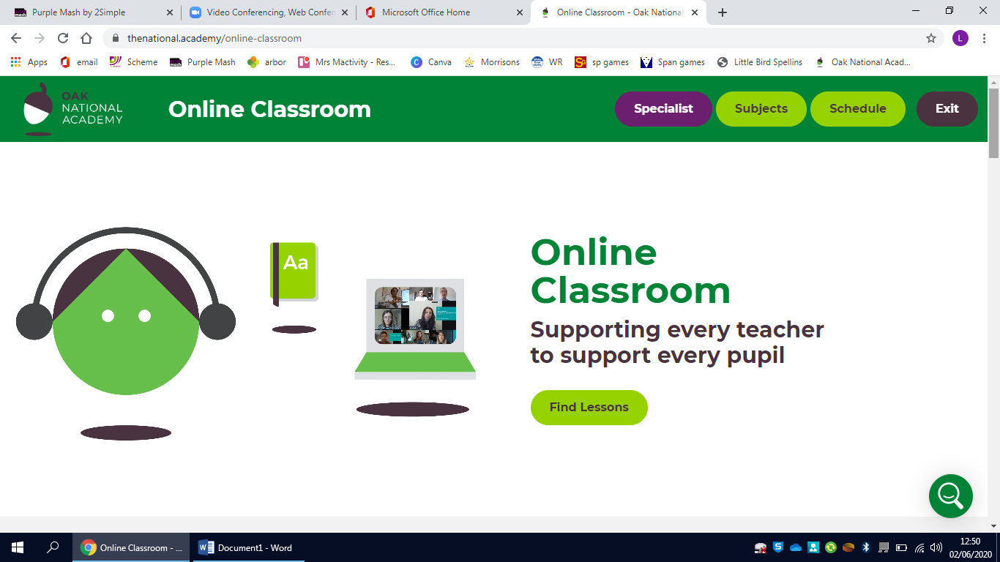 Purple Mash by 2Simple
Video Conferencing, Web Confer
Microsoft Office Home
Online Classroom - Oak National
thenational.academy/online-classroom
L
Apps
email
Scheme
Purple Mash
arbor
Mrs Mactivity - Res...
Canva
Morrisons
WR
sp games
Span games
Little Bird Spellins
Oak National Acad...
OAK
NATIONAL
ACADEMY
Online Classroom
Specialist
Subjects
Schedule
Exit
Aa
Online
Classroom
Supporting every teacher
to support every pupil
Find Lessons
Online Classroom - ...
Document1 - Word
12:50
02/06/2020